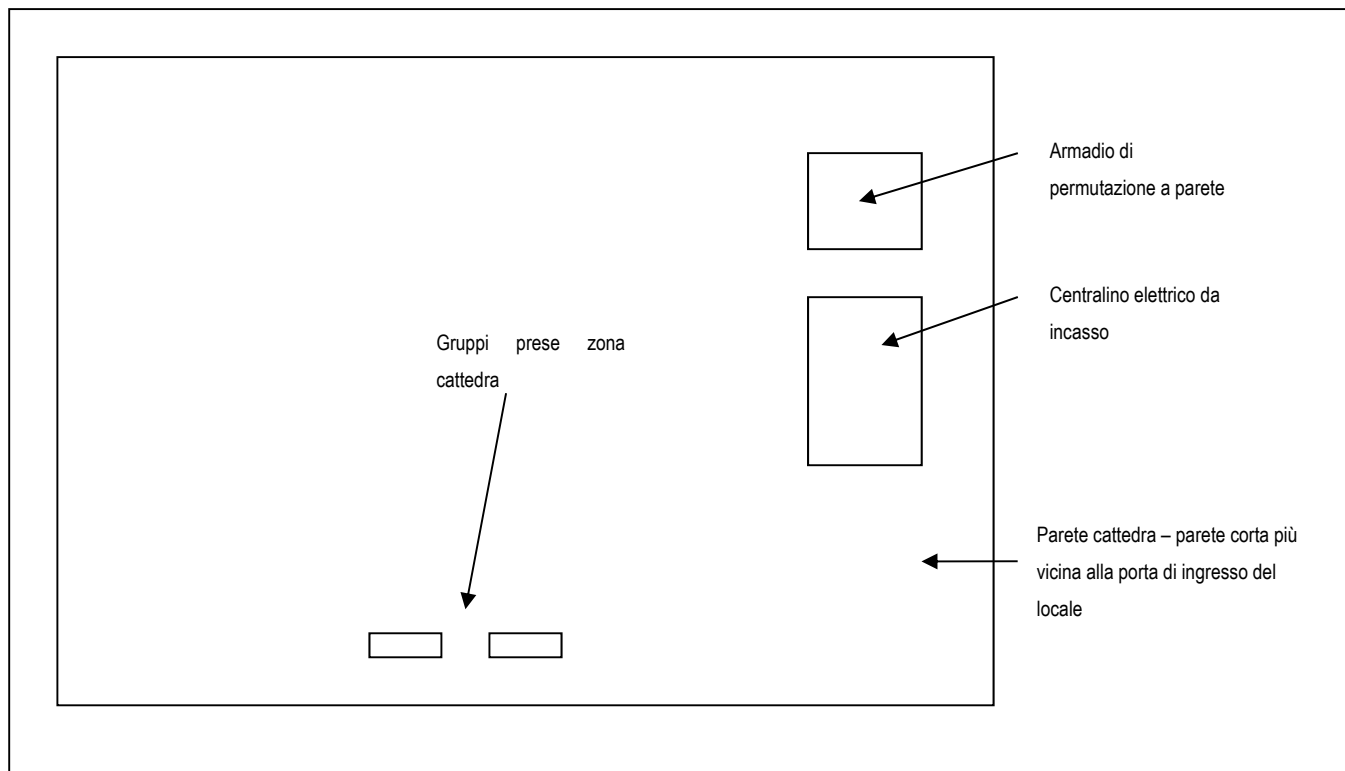 Armadio di
permutazione a parete
Centralino elettrico da
incasso
Gruppi prese zona
cattedra
Parete cattedra – parete corta più
vicina alla porta di ingresso del
locale